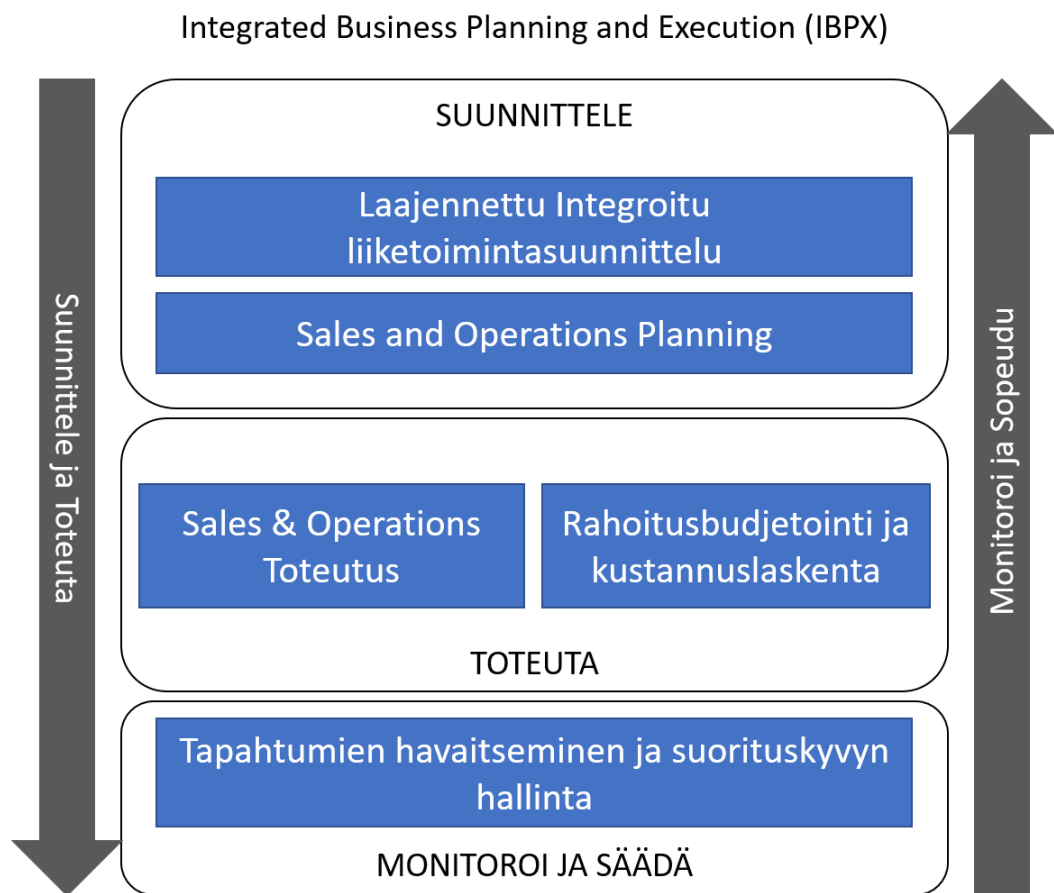 Integrated Business Planning and Execution (IBPX)
Suunnittele ja Toteuta
SUUNNITTELE
Laajennettu Integroitu
liiketoimintasuunnittelu
Sales and Operations Planning
Sales & Operations
Toteutus
Rahoitusbudjetointi ja
kustannuslaskenta
TOTEUTA
Tapahtumien havaitseminen ja suorituskyvyn
hallinta
MONITOROI JA SÄÄDÄ
Monitoroi ja Sopeudu